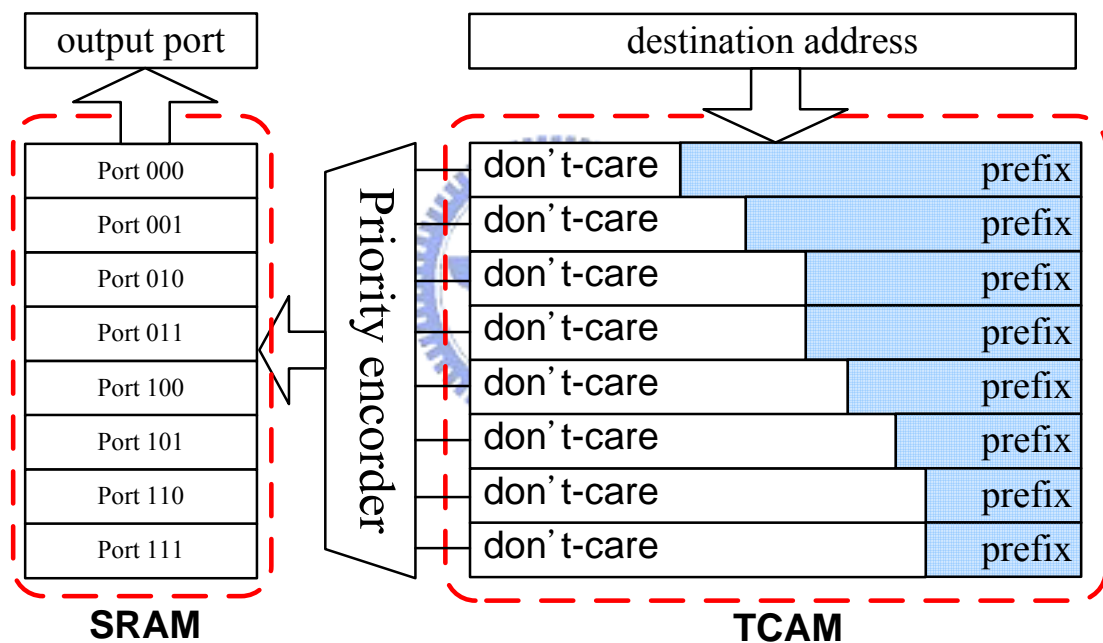 output port
destination address
Port 000
Port 001
Port 010
Port 011
Port 100
Port 101
Port 110
Port 111
SRAM
Priority encorder
don't-care prefix
don't-care prefix
don't-care prefix
don't-care prefix
don't-care prefix
don't-care prefix
don't-care prefix
don't-care prefix
TCAM